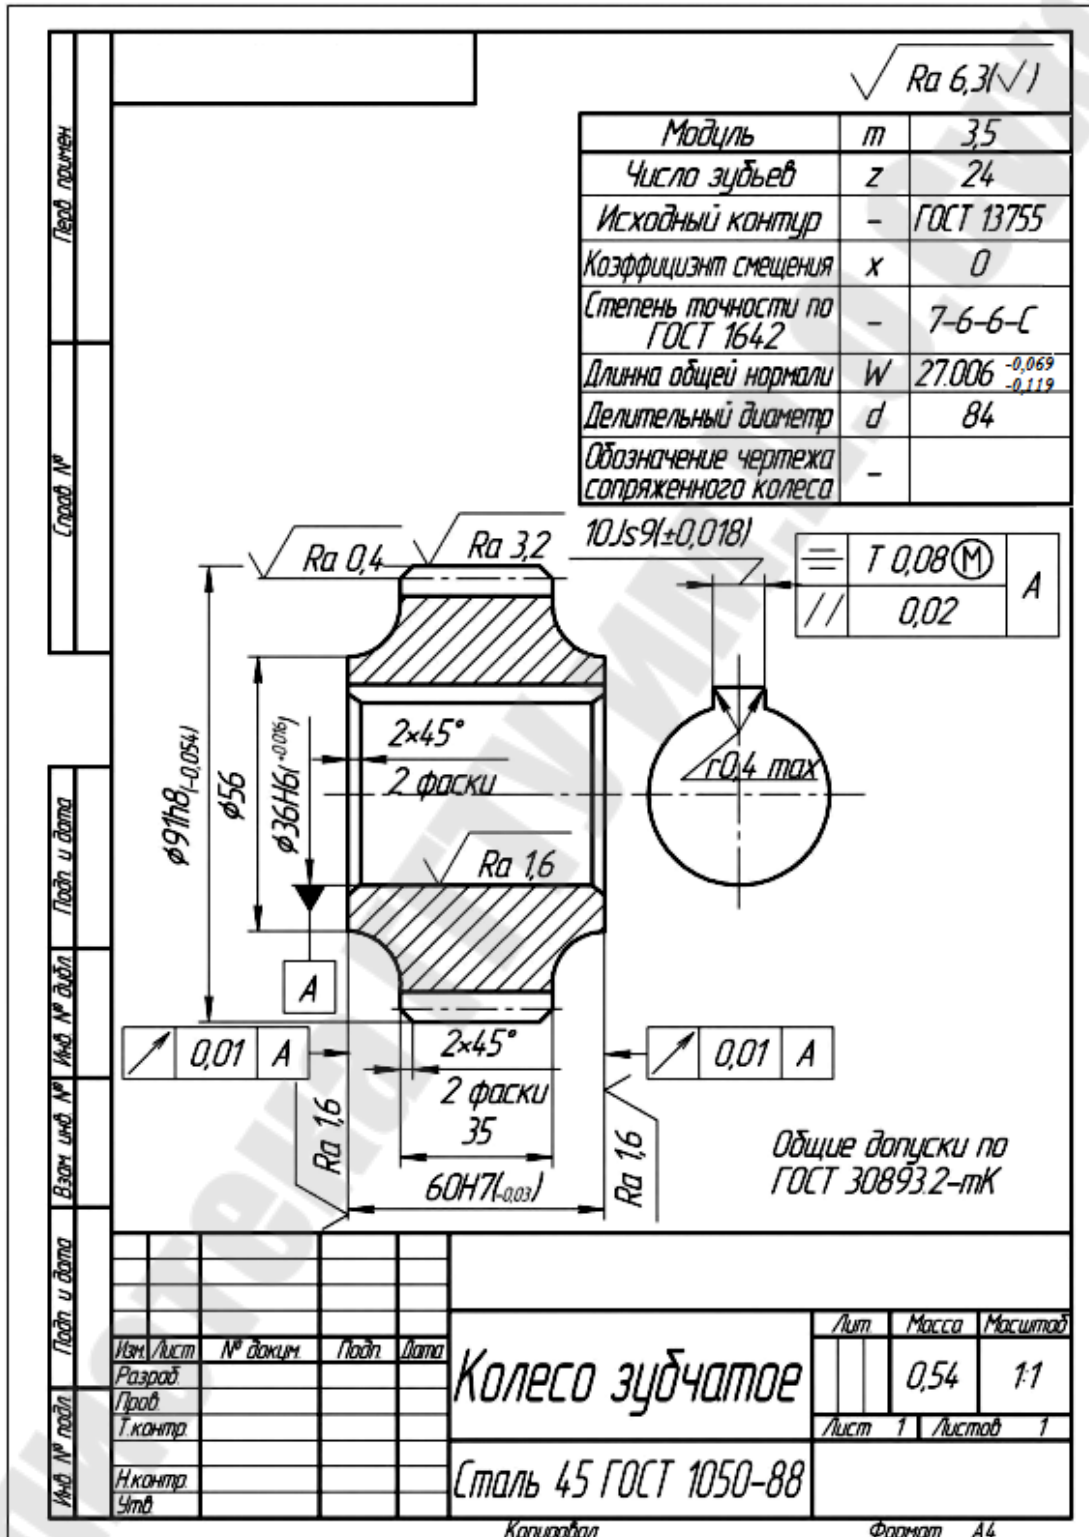 Перв. примен.
Справ. №
Подп. и дата
Инв. № дубл.
Взам. инв. №
Подп. и дата
Инв. № подл.
Ra 6,3(√)
Модуль m 3,5
Число зубьев z 24
Исходный контур - ГОСТ 13755
Коэффициэнт смещения x 0
Степень точности по
ГОСТ 1642 - 7-6-6-С
Длинна общей нормали W 27.006 -0,069 -0,119
Делительный диаметр d 84
Обозначение чертежа
сопряженного колеса -
Ra 0,4
Ra 3,2
10Js9(±0,018)
T 0,08 Ⓜ A
// 0,02
⌀91h8(-0,054)
⌀56
⌀36H6(+0,016)
2×45°
2 фаски
r0,4 max
Ra 1,6
A
0,01 A
2×45°
2 фаски
0,01 A
35
60H7(-0,03)
Ra 1,6
Ra 1,6
Общие допуски по
ГОСТ 30893.2-mK
Изм. Лист № докум. Подп. Дата
Разраб.
Пров.
Т.контр.
Н.контр.
Утв.
Колесо зубчатое
Сталь 45 ГОСТ 1050-88
Лит. Масса Масштаб
0,54 1:1
Лист 1 Листов 1
Копировал Формат А4